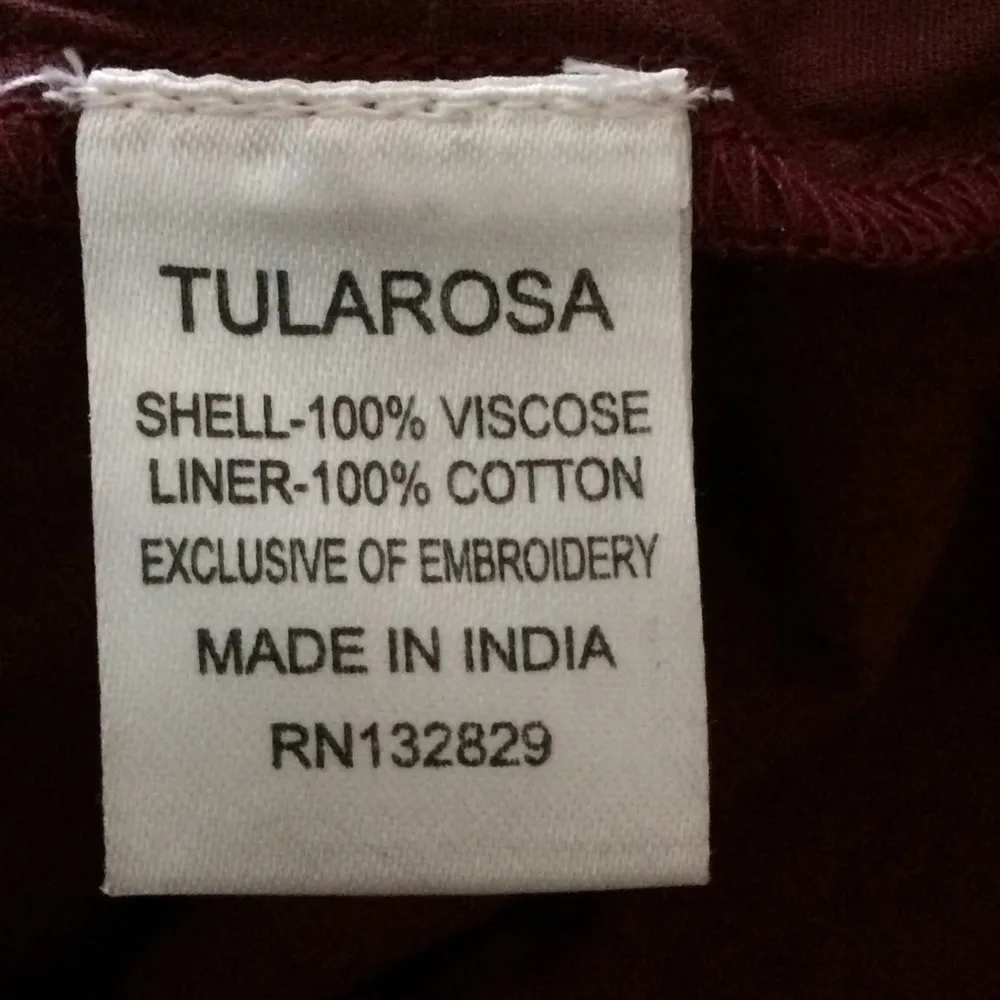 TULAROSA
SHELL-100% VISCOSE
LINER-100% COTTON
EXCLUSIVE OF EMBROIDERY
MADE IN INDIA
RN132829